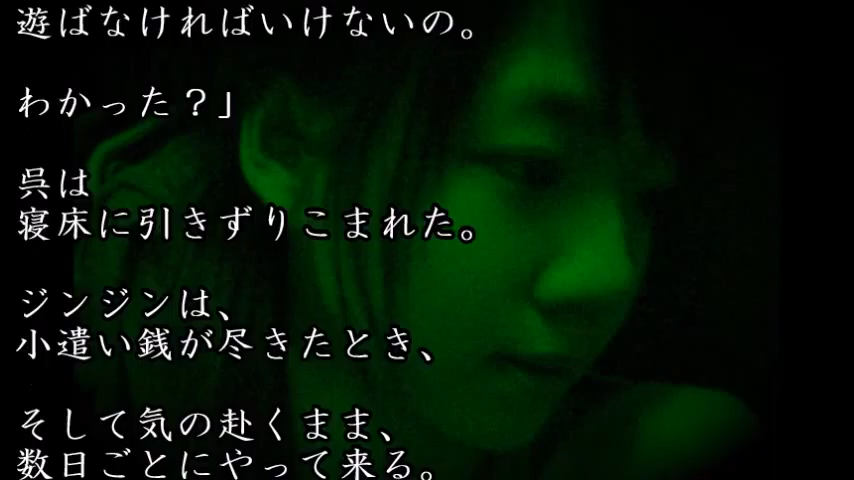 遊ばなければいけないの。
わかった？」
呉は
寝床に引きずりこまれた。
ジンジンは、
小遣い銭が尽きたとき、
そして気の赴くまま、
数日ごとにやって来る。